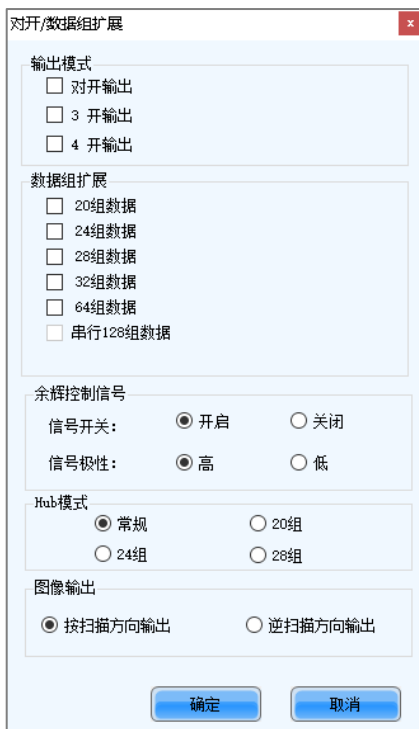 对开/数据组扩展
输出模式
对开输出
3 开输出
4 开输出
数据组扩展
20组数据
24组数据
28组数据
32组数据
64组数据
串行128组数据
余辉控制信号
信号开关： 开启 关闭
信号极性： 高 低
Hub模式
常规 20组
24组 28组
图像输出
按扫描方向输出 逆扫描方向输出
确定 取消